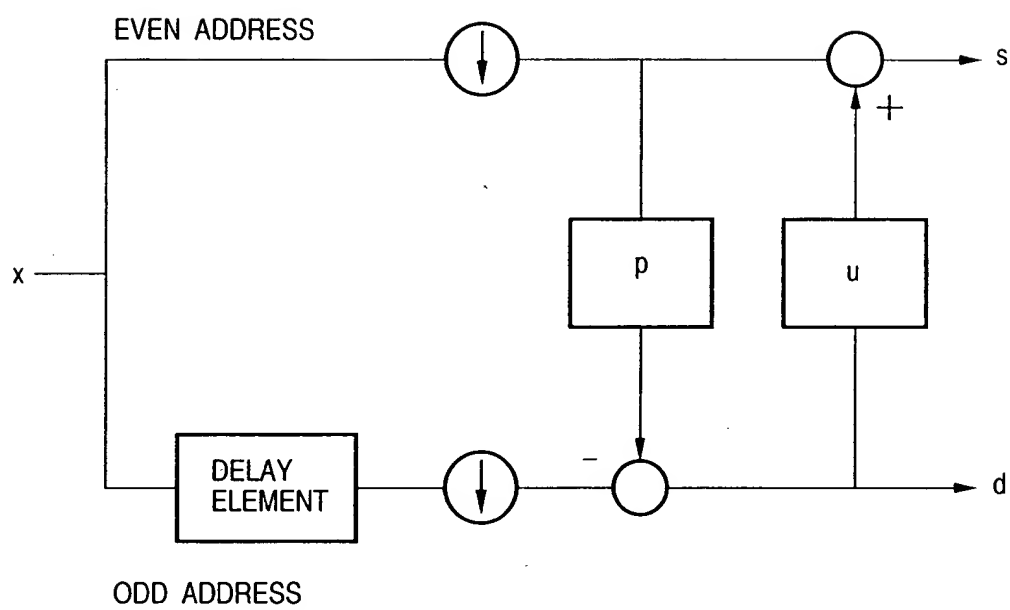 EVEN ADDRESS
s
+
p
u
x
DELAY
ELEMENT
-
d
ODD ADDRESS